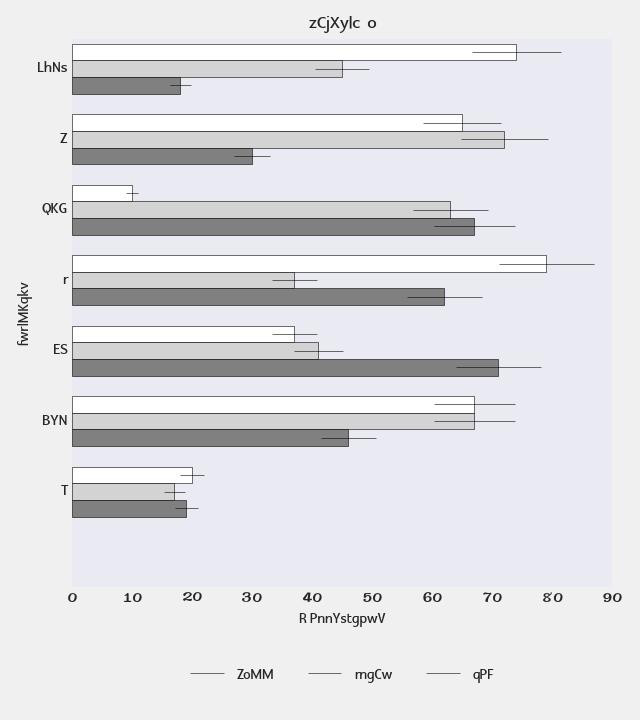 zCjXylc o
LhNs
Z
QKG
r
ES
BYN
T
fwrlMKqkv
0 10 20 30 40 50 60 70 80 90
R PnnYstgpwV
ZoMM mgCw qPF